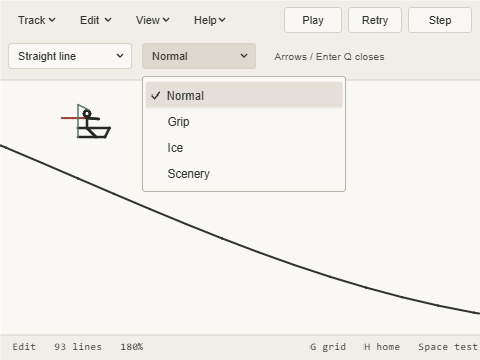 Track Edit View Help Play Retry Step
Straight line Normal Arrows / Enter Q closes
Normal
Grip
Ice
Scenery
Edit 93 lines 180% G grid H home Space test